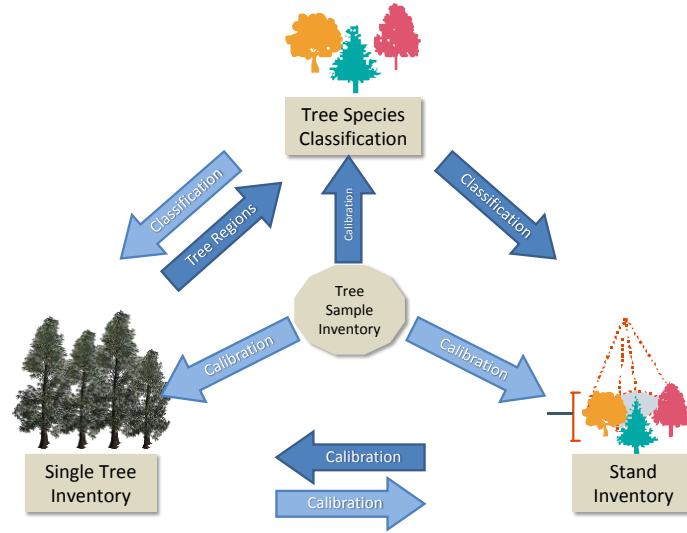 Tree Species
Classification
Classification
Tree Regions
Calibration
Classification
Tree
Sample
Inventory
Calibration
Calibration
Single Tree
Inventory
Calibration
Calibration
Stand
Inventory